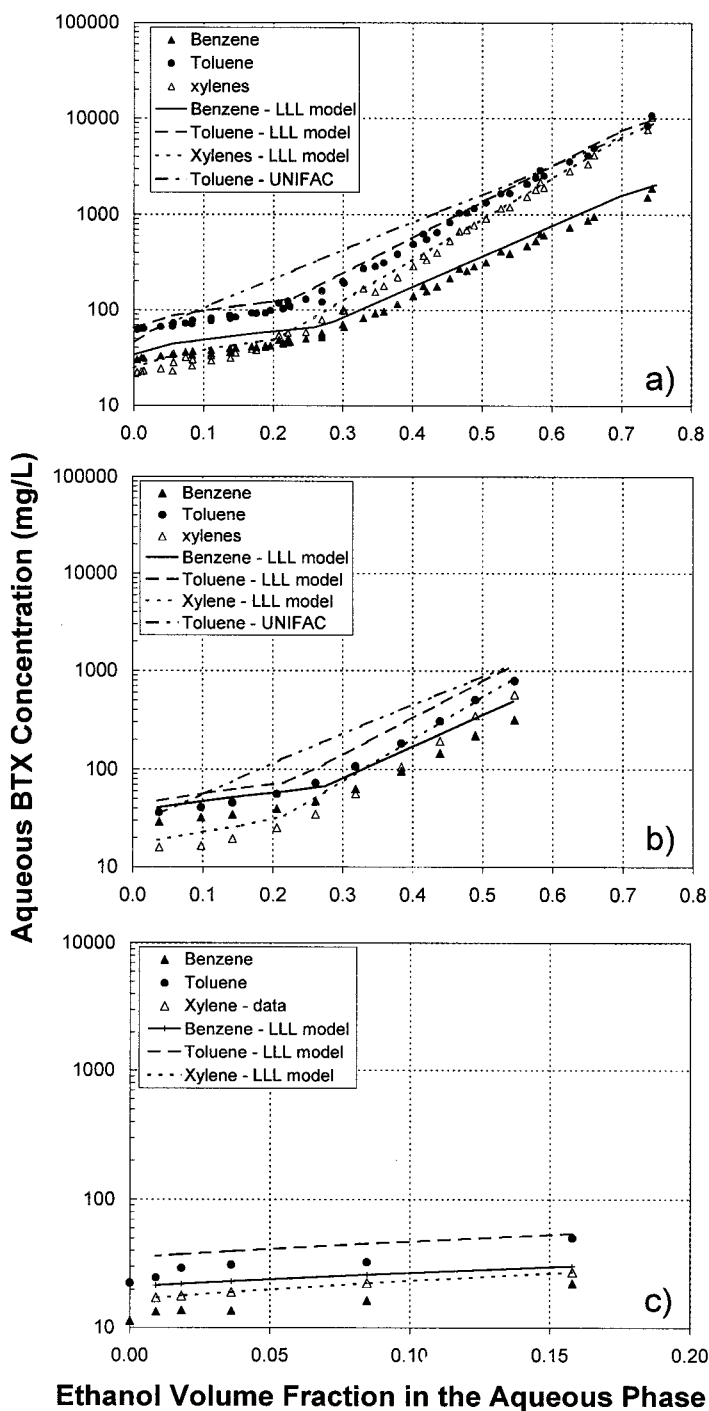 100000
10000
1000
100
10
Benzene
Toluene
xylenes
Benzene - LLL model
Toluene - LLL model
Xylenes - LLL model
Toluene - UNIFAC
a)
0.0 0.1 0.2 0.3 0.4 0.5 0.6 0.7 0.8
Aqueous BTX Concentration (mg/L)
100000
10000
1000
100
10
Benzene
Toluene
xylenes
Benzene - LLL model
Toluene - LLL model
Xylene - LLL model
Toluene - UNIFAC
b)
0.0 0.1 0.2 0.3 0.4 0.5 0.6 0.7 0.8
10000
1000
100
10
Benzene
Toluene
Xylene - data
Benzene - LLL model
Toluene - LLL model
Xylene - LLL model
c)
0.00 0.05 0.10 0.15 0.20
Ethanol Volume Fraction in the Aqueous Phase